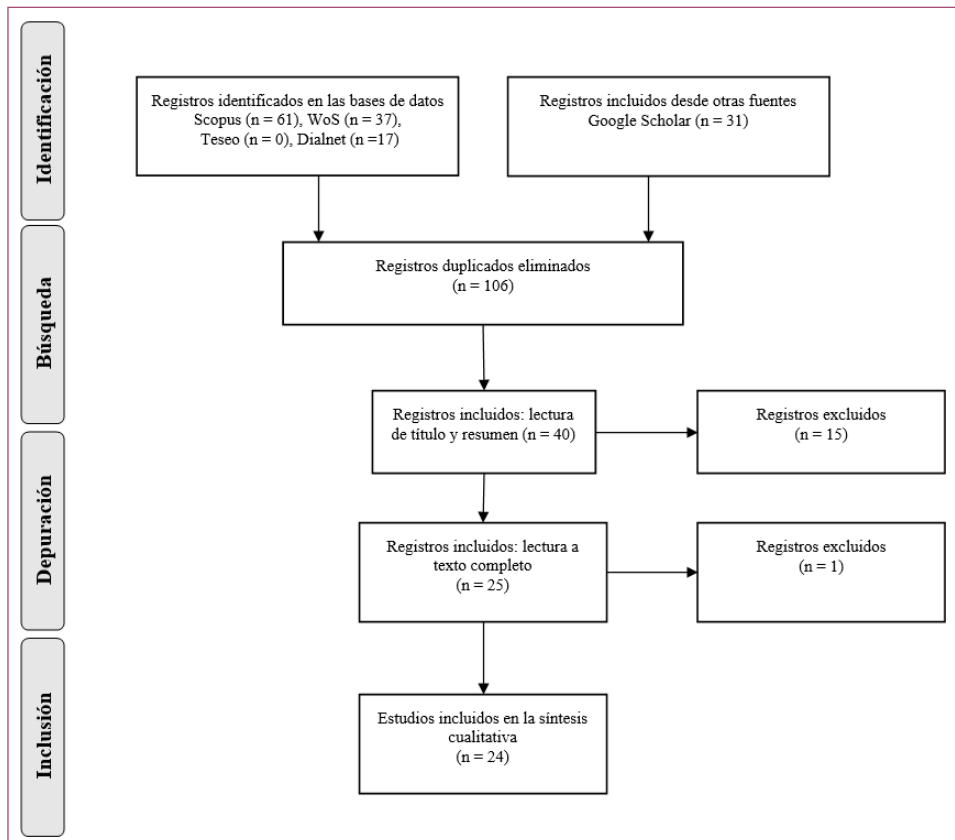 Identificación
Registros identificados en las bases de datos
Scopus (n = 61), WoS (n = 37),
Teseo (n = 0), Dialnet (n =17)
Registros incluidos desde otras fuentes
Google Scholar (n = 31)
Búsqueda
Registros duplicados eliminados
(n = 106)
Registros incluidos: lectura
de título y resumen (n = 40)
Registros excluidos
(n = 15)
Depuración
Registros incluidos: lectura a
texto completo
(n = 25)
Registros excluidos
(n = 1)
Inclusión
Estudios incluidos en la síntesis
cualitativa
(n = 24)